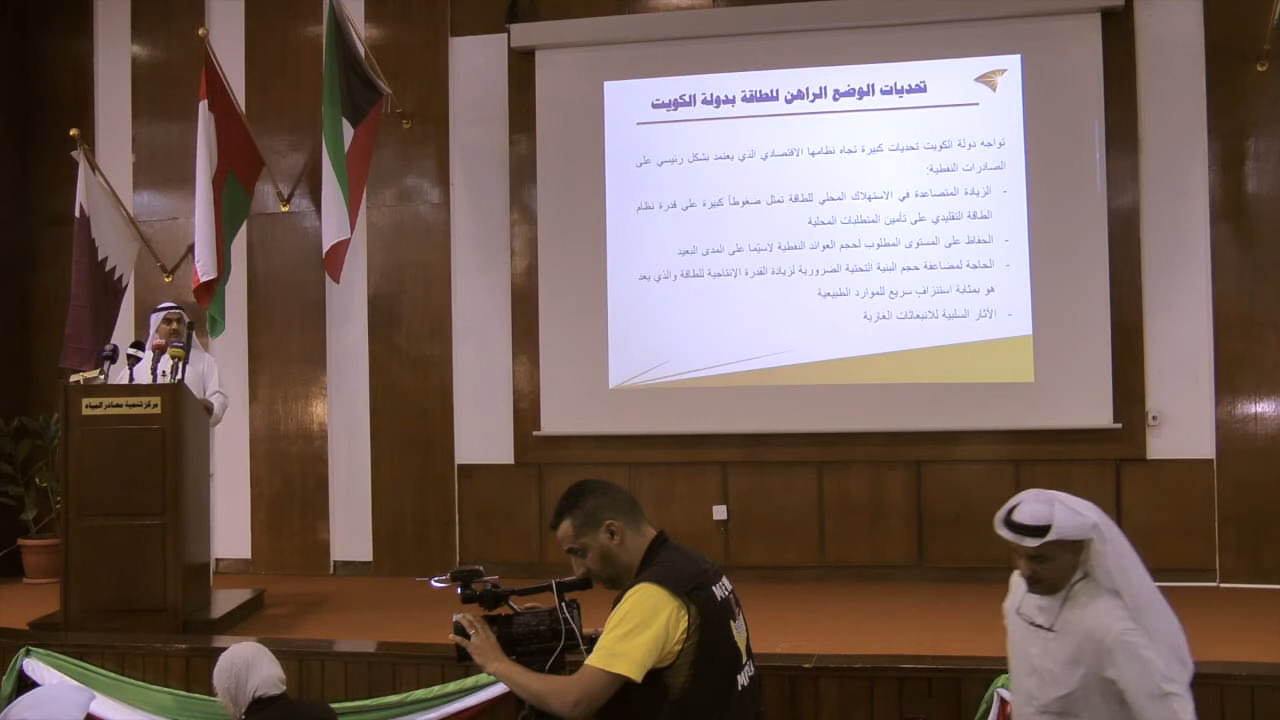 تحديات الوضع الراهن للطاقة بدولة الكويت
تواجه دولة الكويت تحديات كبيرة تجاه نظامها الاقتصادي الذي يعتمد بشكل رئيسي على
الصادرات النفطية:
- الزيادة المتصاعدة في الاستهلاك المحلي للطاقة تمثل ضغوطاً كبيرة على قدرة نظام
الطاقة التقليدي على تأمين المتطلبات المحلية
- الحفاظ على المستوى المطلوب لحجم العوائد النفطية لاسيّما على المدى البعيد
- الحاجة لمضاعفة حجم البنية التحتية الضرورية لزيادة القدرة الإنتاجية للطاقة والذي يعد
هو بمثابة استنزاف سريع للموارد الطبيعية
- الآثار السلبية للانبعاثات الغازية
مركز تنمية مصادر المياه